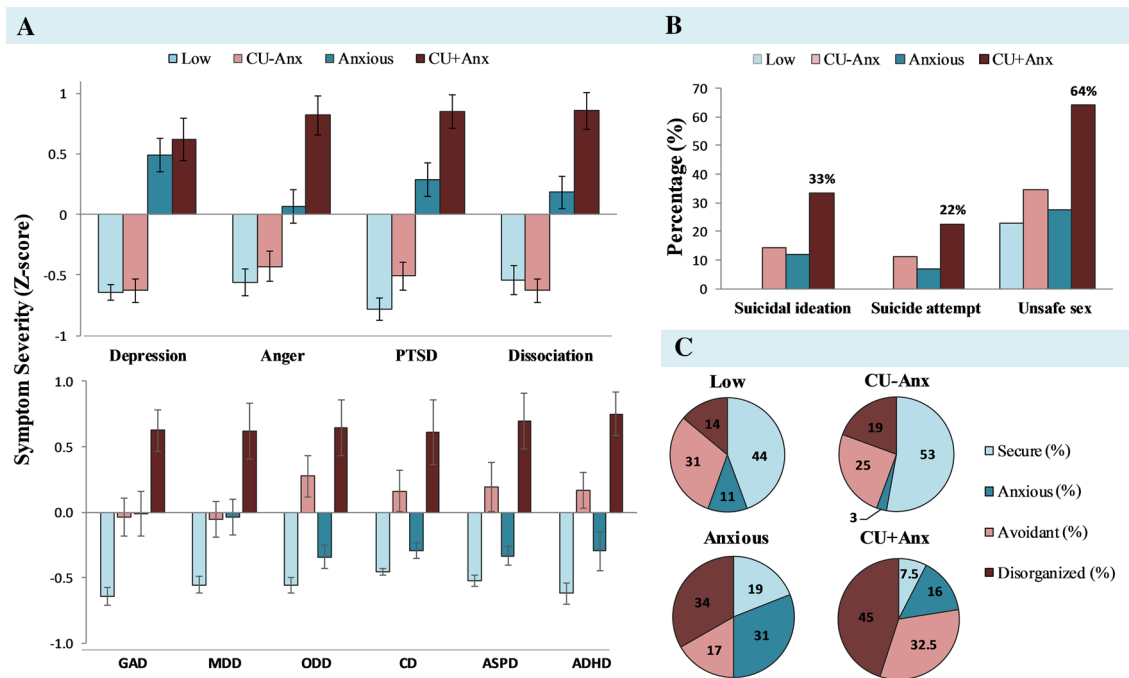 A
Low CU-Anx Anxious CU+Anx
Symptom Severity (Z-score)
1
0.5
0
-0.5
-1
Depression Anger PTSD Dissociation
1.0
0.5
0.0
-0.5
-1.0
GAD MDD ODD CD ASPD ADHD
B
Low CU-Anx Anxious CU+Anx
Percentage (%)
70
60
50
40
30
20
10
0
33%
22%
64%
Suicidal ideation Suicide attempt Unsafe sex
C
Low
14
44
31
11
CU-Anx
19
53
25
3
Anxious
34
19
31
17
CU+Anx
7.5
16
45
32.5
Secure (%)
Anxious (%)
Avoidant (%)
Disorganized (%)